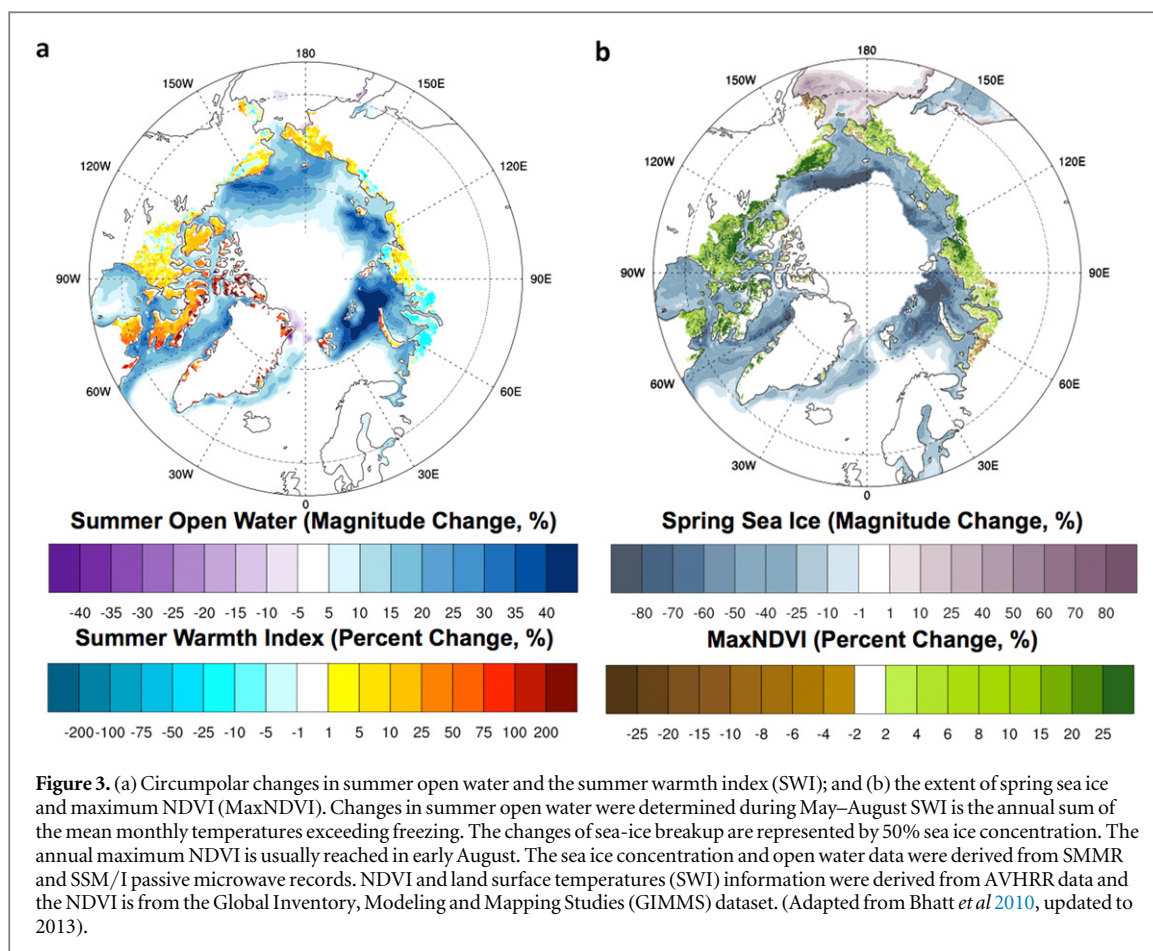 a
b
180
150W
150E
120W
120E
90W
90E
60W
60E
30W
30E
0
180
150W
150E
120W
120E
90W
90E
60W
60E
30W
30E
0
Summer Open Water (Magnitude Change, %)
-40 -35 -30 -25 -20 -15 -10 -5 5 10 15 20 25 30 35 40
Summer Warmth Index (Percent Change, %)
-200 -100 -75 -50 -25 -10 -5 -1 1 5 10 25 50 75 100 200
Spring Sea Ice (Magnitude Change, %)
-80 -70 -60 -50 -40 -25 -10 -1 1 10 25 40 50 60 70 80
MaxNDVI (Percent Change, %)
-25 -20 -15 -10 -8 -6 -4 -2 2 4 6 8 10 15 20 25
Figure 3. (a) Circumpolar changes in summer open water and the summer warmth index (SWI); and (b) the extent of spring sea ice
and maximum NDVI (MaxNDVI). Changes in summer open water were determined during May–August SWI is the annual sum of
the mean monthly temperatures exceeding freezing. The changes of sea-ice breakup are represented by 50% sea ice concentration. The
annual maximum NDVI is usually reached in early August. The sea ice concentration and open water data were derived from SMMR
and SSM/I passive microwave records. NDVI and land surface temperatures (SWI) information were derived from AVHRR data and
the NDVI is from the Global Inventory, Modeling and Mapping Studies (GIMMS) dataset. (Adapted from Bhatt et al 2010, updated to
2013).